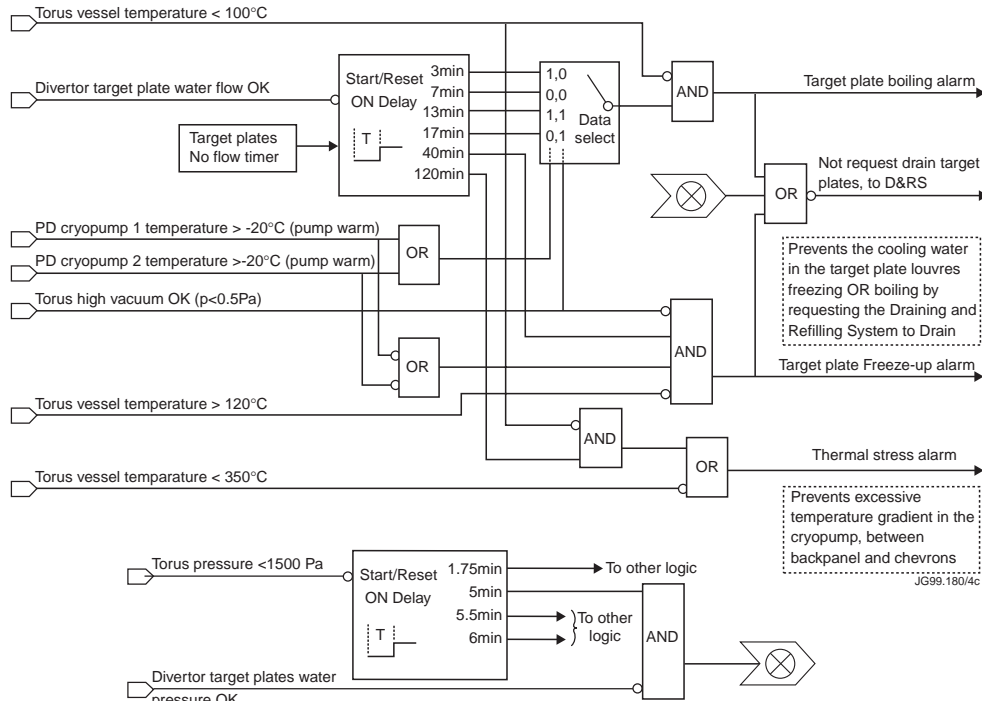 Torus vessel temperature < 100°C
Divertor target plate water flow OK
Target plates
No flow timer
Start/Reset
ON Delay
T
3min
7min
13min
17min
40min
120min
1,0
0,0
1,1
0,1
Data
select
AND
Target plate boiling alarm
OR
Not request drain target
plates, to D&RS
Prevents the cooling water
in the target plate louvres
freezing OR boiling by
requesting the Draining and
Refilling System to Drain
PD cryopump 1 temperature > -20°C (pump warm)
PD cryopump 2 temperature >-20°C (pump warm)
OR
Torus high vacuum OK (p<0.5Pa)
OR
AND
Target plate Freeze-up alarm
Torus vessel temperature > 120°C
AND
OR
Thermal stress alarm
Torus vessel temparature < 350°C
Prevents excessive
temperature gradient in the
cryopump, between
backpanel and chevrons
JG99.180/4c
Torus pressure <1500 Pa
Start/Reset
ON Delay
T
1.75min
5min
5.5min
6min
To other logic
To other
logic
AND
Divertor target plates water
pressure OK